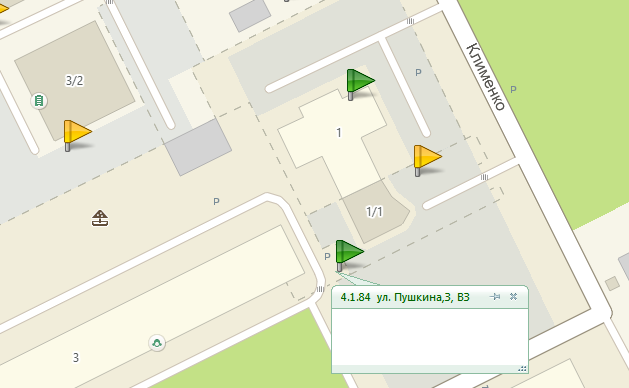 3/2
Клименко
P
P
1
P
1/1
P
4.1.84 ул. Пушкина,3, В3
3